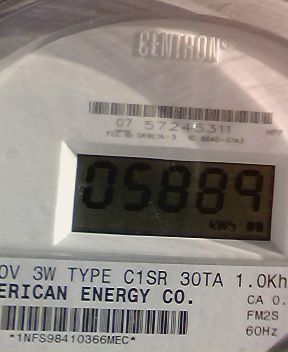 CENTRON®
07 57245311
05889
kWh
0V 3W TYPE C1SR 30TA 1.0Kh
ERICAN ENERGY CO.
CA 0.
FM2S
60Hz
*1NFS98410366MEC*